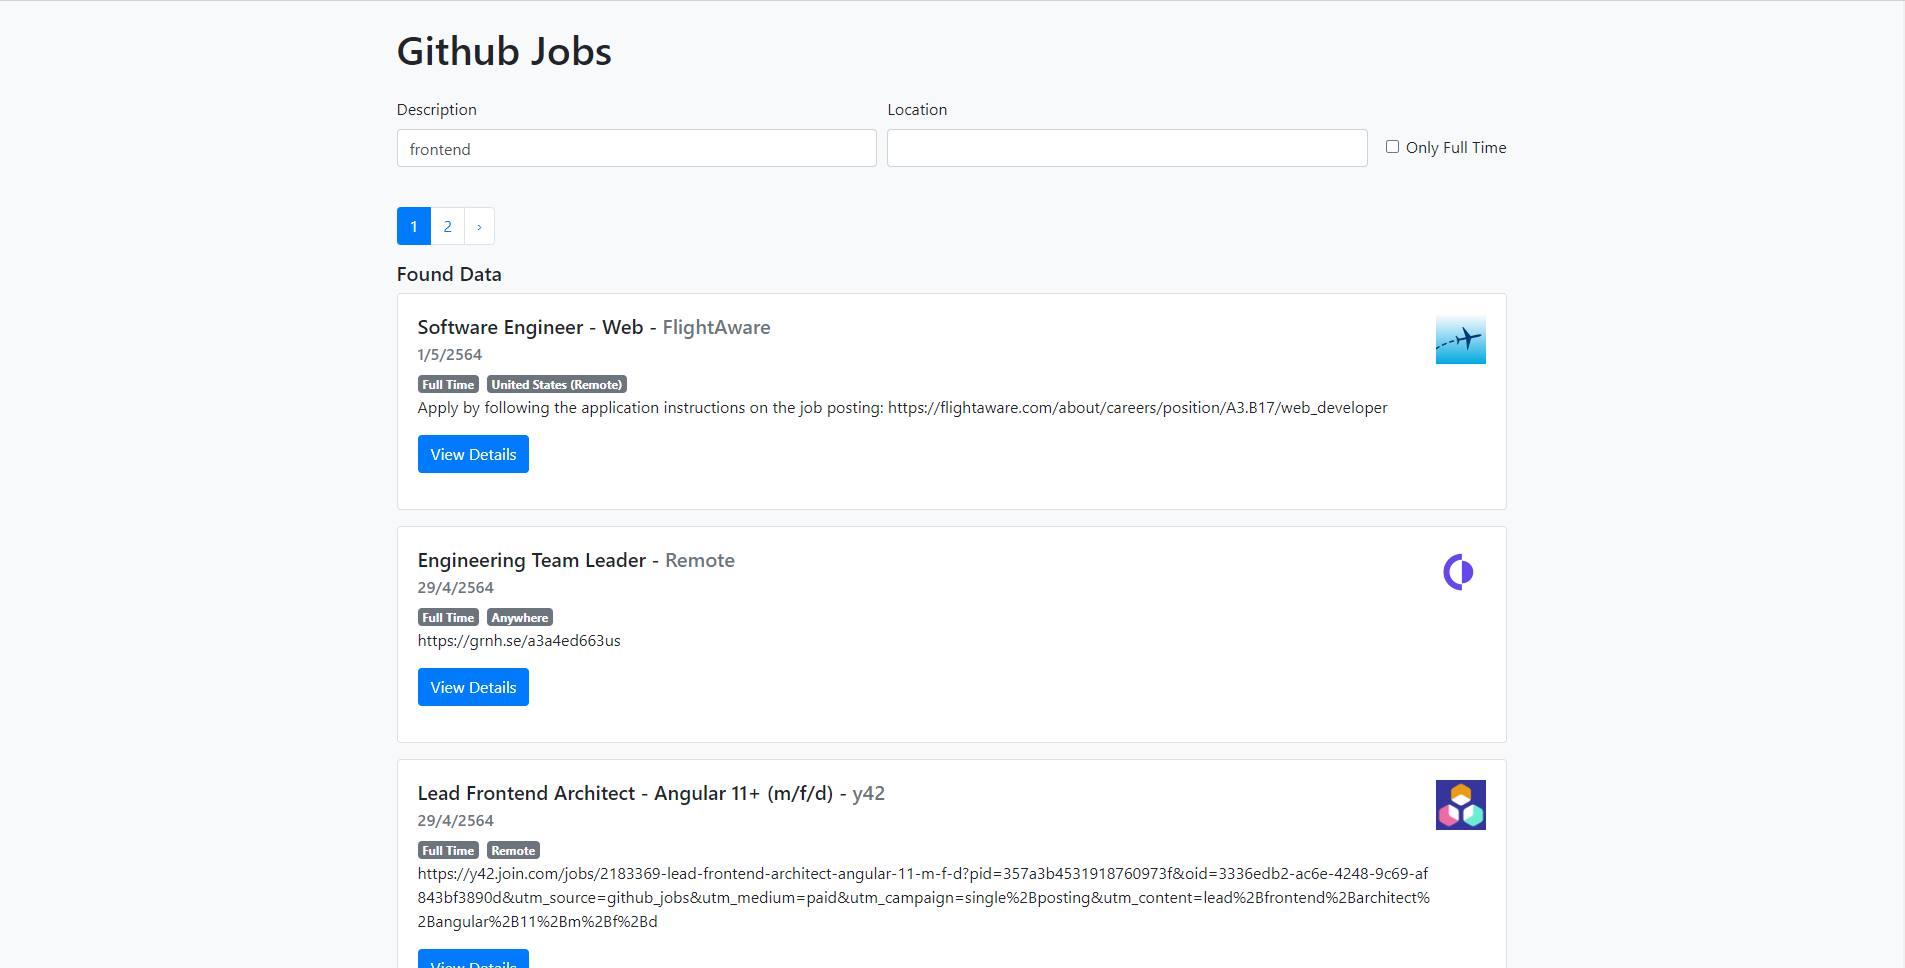 Github Jobs
Description
Location
frontend
Only Full Time
1 2 ›
Found Data
Software Engineer - Web - FlightAware
1/5/2564
Full Time United States (Remote)
Apply by following the application instructions on the job posting: https://flightaware.com/about/careers/position/A3.B17/web_developer
View Details
Engineering Team Leader - Remote
29/4/2564
Full Time Anywhere
https://grnh.se/a3a4ed663us
View Details
Lead Frontend Architect - Angular 11+ (m/f/d) - y42
29/4/2564
Full Time Remote
https://y42.join.com/jobs/2183369-lead-frontend-architect-angular-11-m-f-d?pid=357a3b4531918760973f&oid=3336edb2-ac6e-4248-9c69-af
843bf3890d&utm_source=github_jobs&utm_medium=paid&utm_campaign=single%2Bposting&utm_content=lead%2Bfrontend%2Barchitect%
2Bangular%2B11%2Bm%2Bf%2Bd
View Details